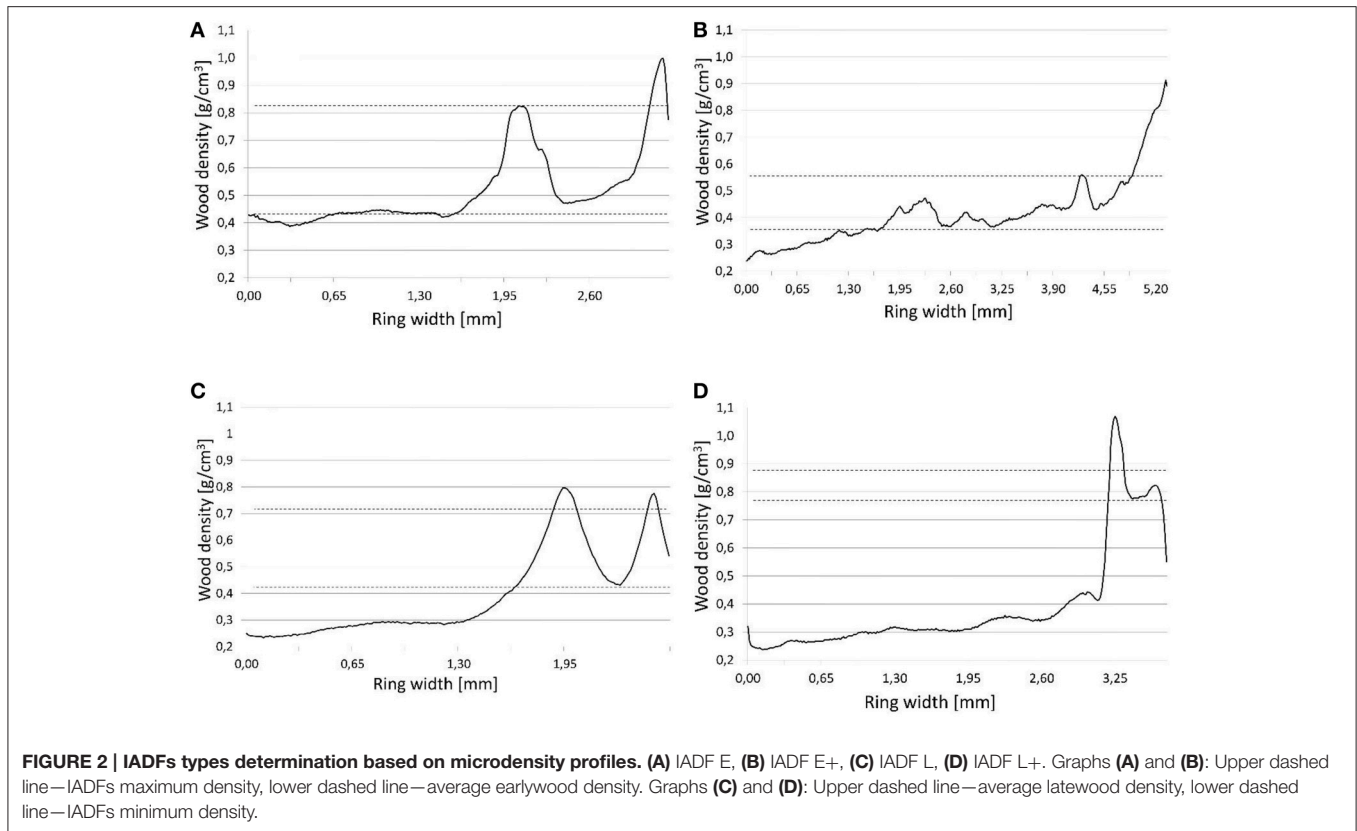 A
Wood density [g/cm³]
1,1
1,0
0,9
0,8
0,7
0,6
0,5
0,4
0,3
0,2
0,00 0,65 1,30 1,95 2,60
Ring width [mm]
B
Wood density [g/cm³]
1,1
1,0
0,9
0,8
0,7
0,6
0,5
0,4
0,3
0,2
0,00 0,65 1,30 1,95 2,60 3,25 3,90 4,55 5,20
Ring width [mm]
C
Wood density [g/cm³]
1,1
1
0,9
0,8
0,7
0,6
0,5
0,4
0,3
0,2
0,00 0,65 1,30 1,95
Ring width [mm]
D
Wood density [g/cm³]
1,1
1,0
0,9
0,8
0,7
0,6
0,5
0,4
0,3
0,2
0,00 0,65 1,30 1,95 2,60 3,25
Ring width [mm]
FIGURE 2 | IADFs types determination based on microdensity profiles. (A) IADF E, (B) IADF E+, (C) IADF L, (D) IADF L+. Graphs (A) and (B): Upper dashed
line—IADFs maximum density, lower dashed line—average earlywood density. Graphs (C) and (D): Upper dashed line—average latewood density, lower dashed
line—IADFs minimum density.